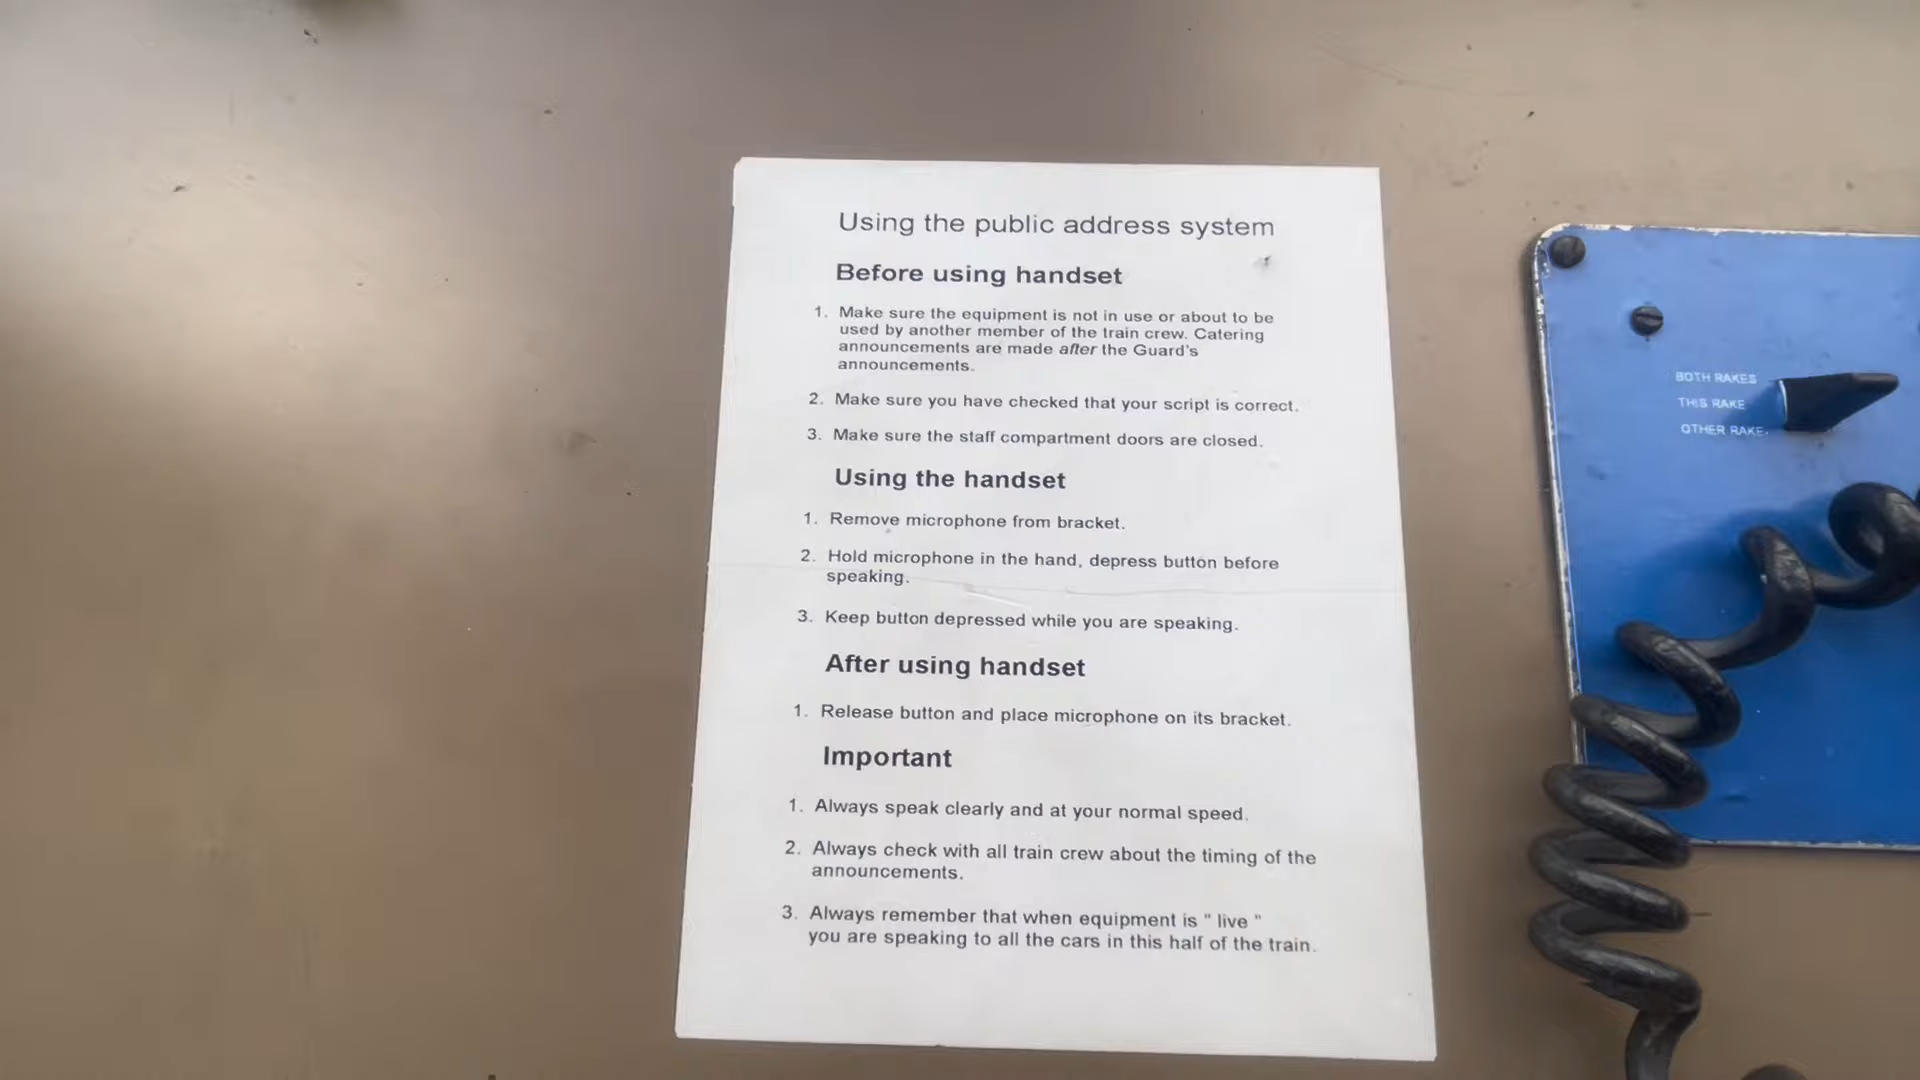 Using the public address system
Before using handset
1. Make sure the equipment is not in use or about to be
used by another member of the train crew. Catering
announcements are made after the Guard's
announcements.
2. Make sure you have checked that your script is correct.
3. Make sure the staff compartment doors are closed.
Using the handset
1. Remove microphone from bracket.
2. Hold microphone in the hand, depress button before
speaking.
3. Keep button depressed while you are speaking.
After using handset
1. Release button and place microphone on its bracket.
Important
1. Always speak clearly and at your normal speed.
2. Always check with all train crew about the timing of the
announcements.
3. Always remember that when equipment is " live "
you are speaking to all the cars in this half of the train.
BOTH RAKES
THIS RAKE
OTHER RAKE